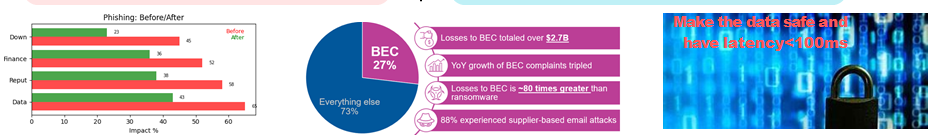 Phishing: Before/After
Before
After
Down
23
45
Finance
36
52
Reput
38
58
Data
43
65
0 10 20 30 40 50 60
Impact %
BEC
27%
Everything else
73%
Losses to BEC totaled over $2.7B
YoY growth of BEC complaints tripled
Losses to BEC is ~80 times greater than
ransomware
88% experienced supplier-based email attacks
Make the data safe and
have latency<100ms